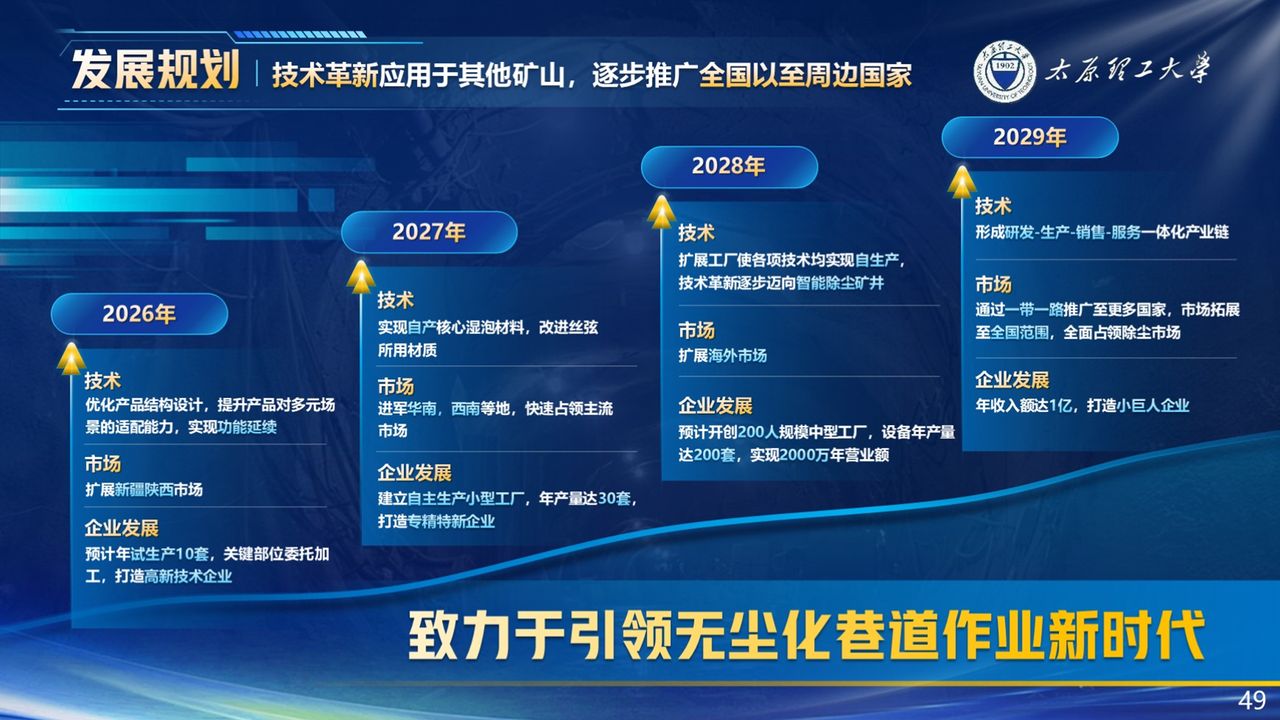 发展规划
技术革新应用于其他矿山，逐步推广全国以至周边国家
太原理工大学
1902
2026年
技术
优化产品结构设计，提升产品对多元场
景的适配能力，实现功能延续
市场
扩展新疆陕西市场
企业发展
预计年试生产10套，关键部位委托加
工，打造高新技术企业
2027年
技术
实现自产核心湿泡材料，改进丝弦
所用材质
市场
进军华南，西南等地，快速占领主流
市场
企业发展
建立自主生产小型工厂，年产量达30套，
打造专精特新企业
2028年
技术
扩展工厂使各项技术均实现自生产，
技术革新逐步迈向智能除尘矿井
市场
扩展海外市场
企业发展
预计开创200人规模中型工厂，设备年产量
达200套，实现2000万年营业额
2029年
技术
形成研发-生产-销售-服务一体化产业链
市场
通过一带一路推广至更多国家，市场拓展
至全国范围，全面占领除尘市场
企业发展
年收入额达1亿，打造小巨人企业
致力于引领无尘化巷道作业新时代
49